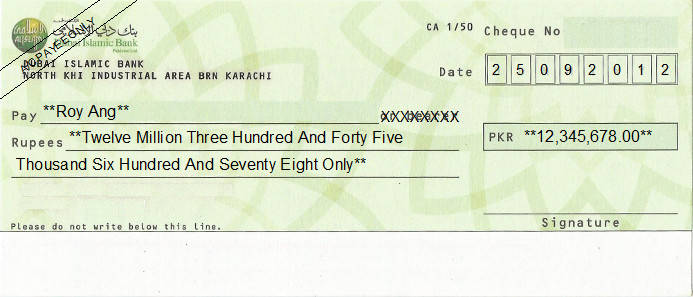 A/C PAYEE ONLY
بنك دبي الإسلامي
Dubai Islamic Bank
Pakistan Ltd
DUBAI ISLAMIC BANK
NORTH KHI INDUSTRIAL AREA BRN KARACHI
CA 1/50 Cheque No
Date 2 5 0 9 2 0 1 2
Pay **Roy Ang** XXXXXXXX
Rupees **Twelve Million Three Hundred And Forty Five
PKR **12,345,678.00**
Thousand Six Hundred And Seventy Eight Only**
Signature
Please do not write below this line.